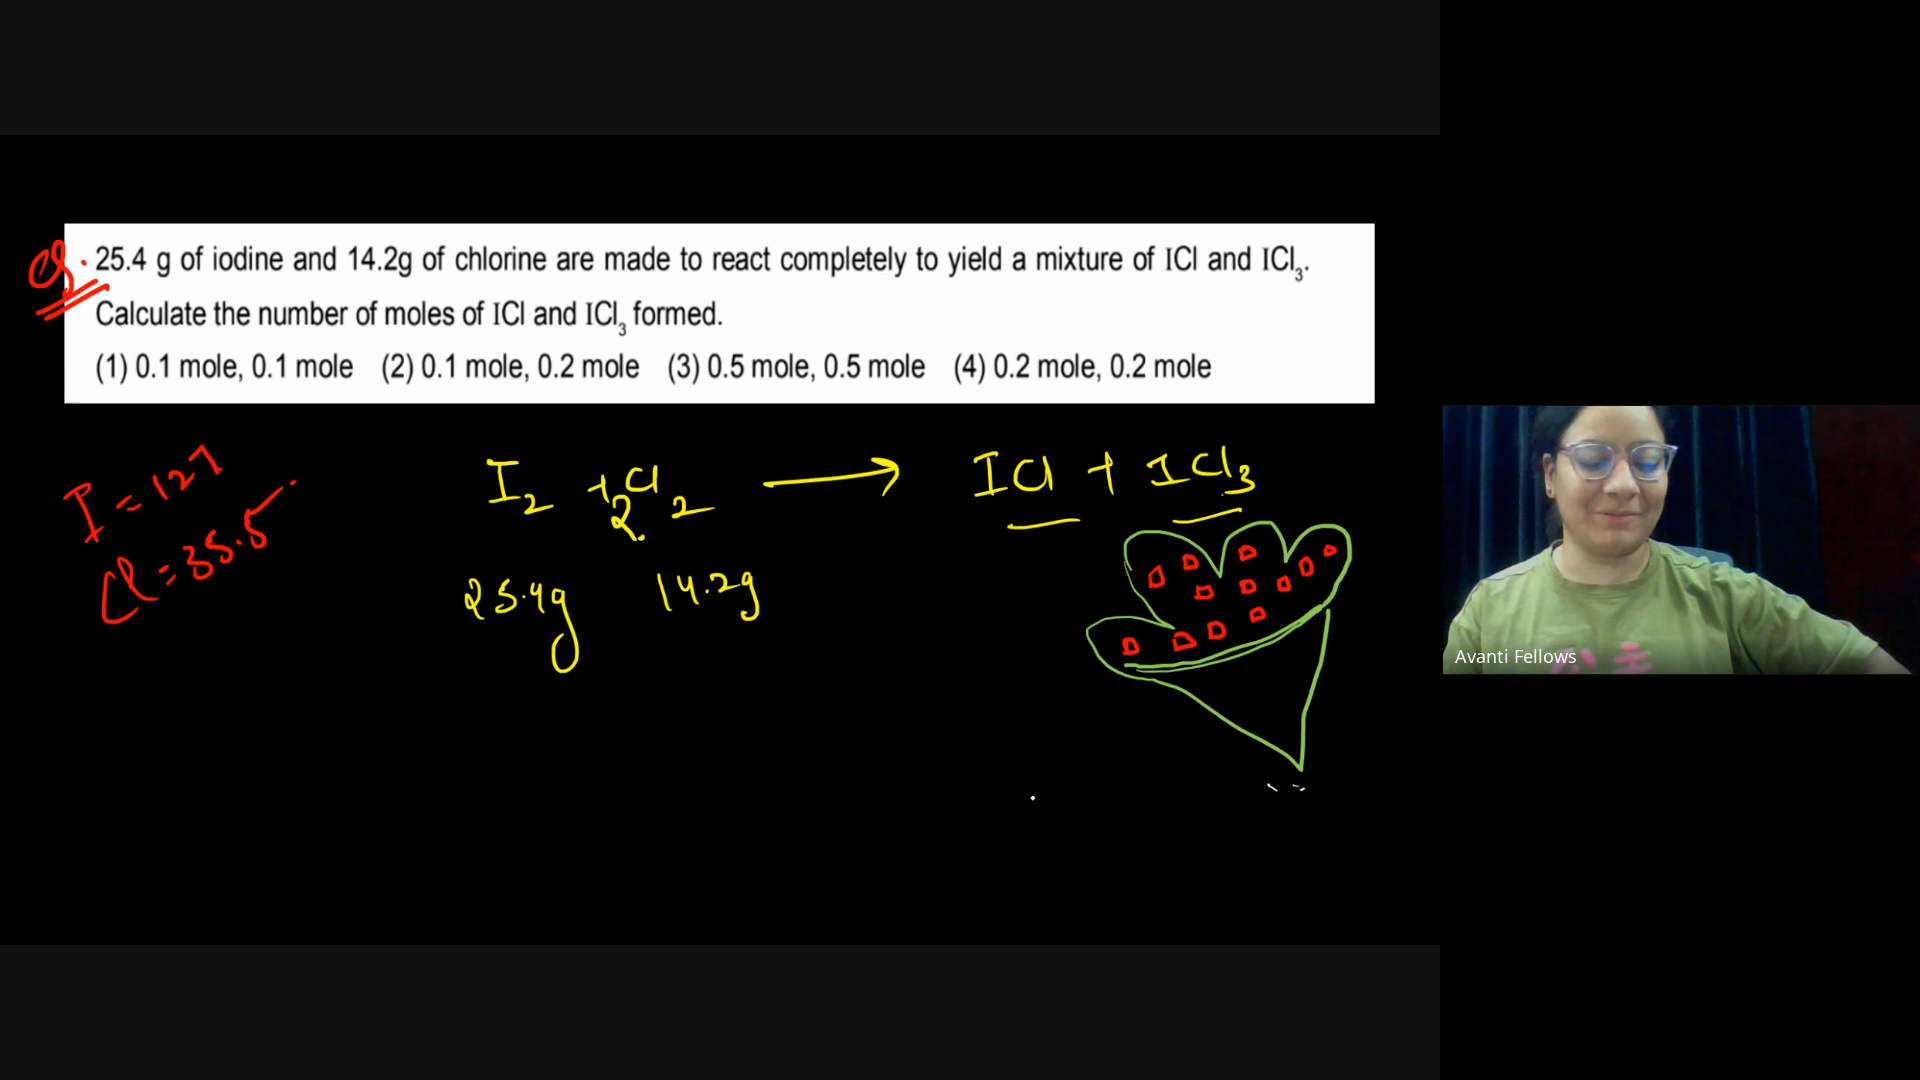 Q. 25.4 g of iodine and 14.2g of chlorine are made to react completely to yield a mixture of ICl and ICl₃.
Calculate the number of moles of ICl and ICl₃ formed.
(1) 0.1 mole, 0.1 mole (2) 0.1 mole, 0.2 mole (3) 0.5 mole, 0.5 mole (4) 0.2 mole, 0.2 mole
I = 127
Cl = 35.5
I₂ + 2Cl₂ → ICl + ICl₃
25.4g 14.2g
Avanti Fellows